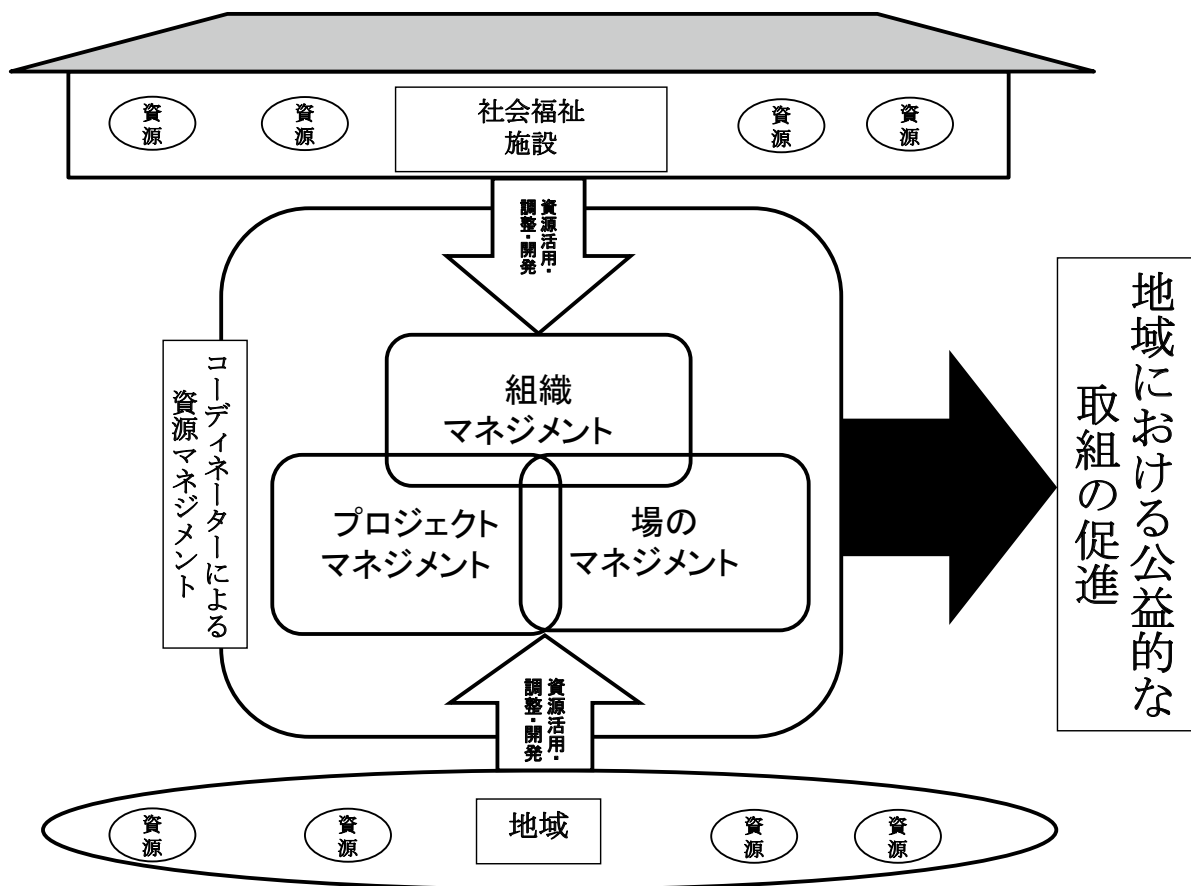 資源
資源
社会福祉
施設
資源
資源
資源活用・
調整・開発
コーディネーターによる
資源マネジメント
組織
マネジメント
プロジェクト
マネジメント
場の
マネジメント
地域における公益的な
取組の促進
資源活用・
調整・開発
資源
資源
地域
資源
資源